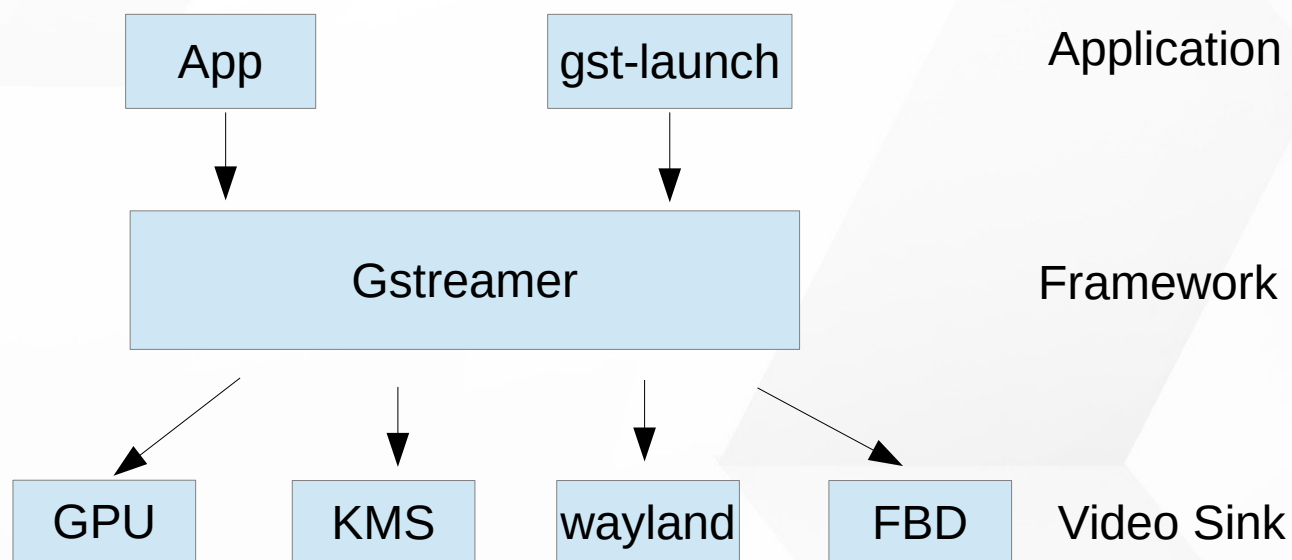 App
gst-launch
Application
Gstreamer
Framework
GPU
KMS
wayland
FBD
Video Sink